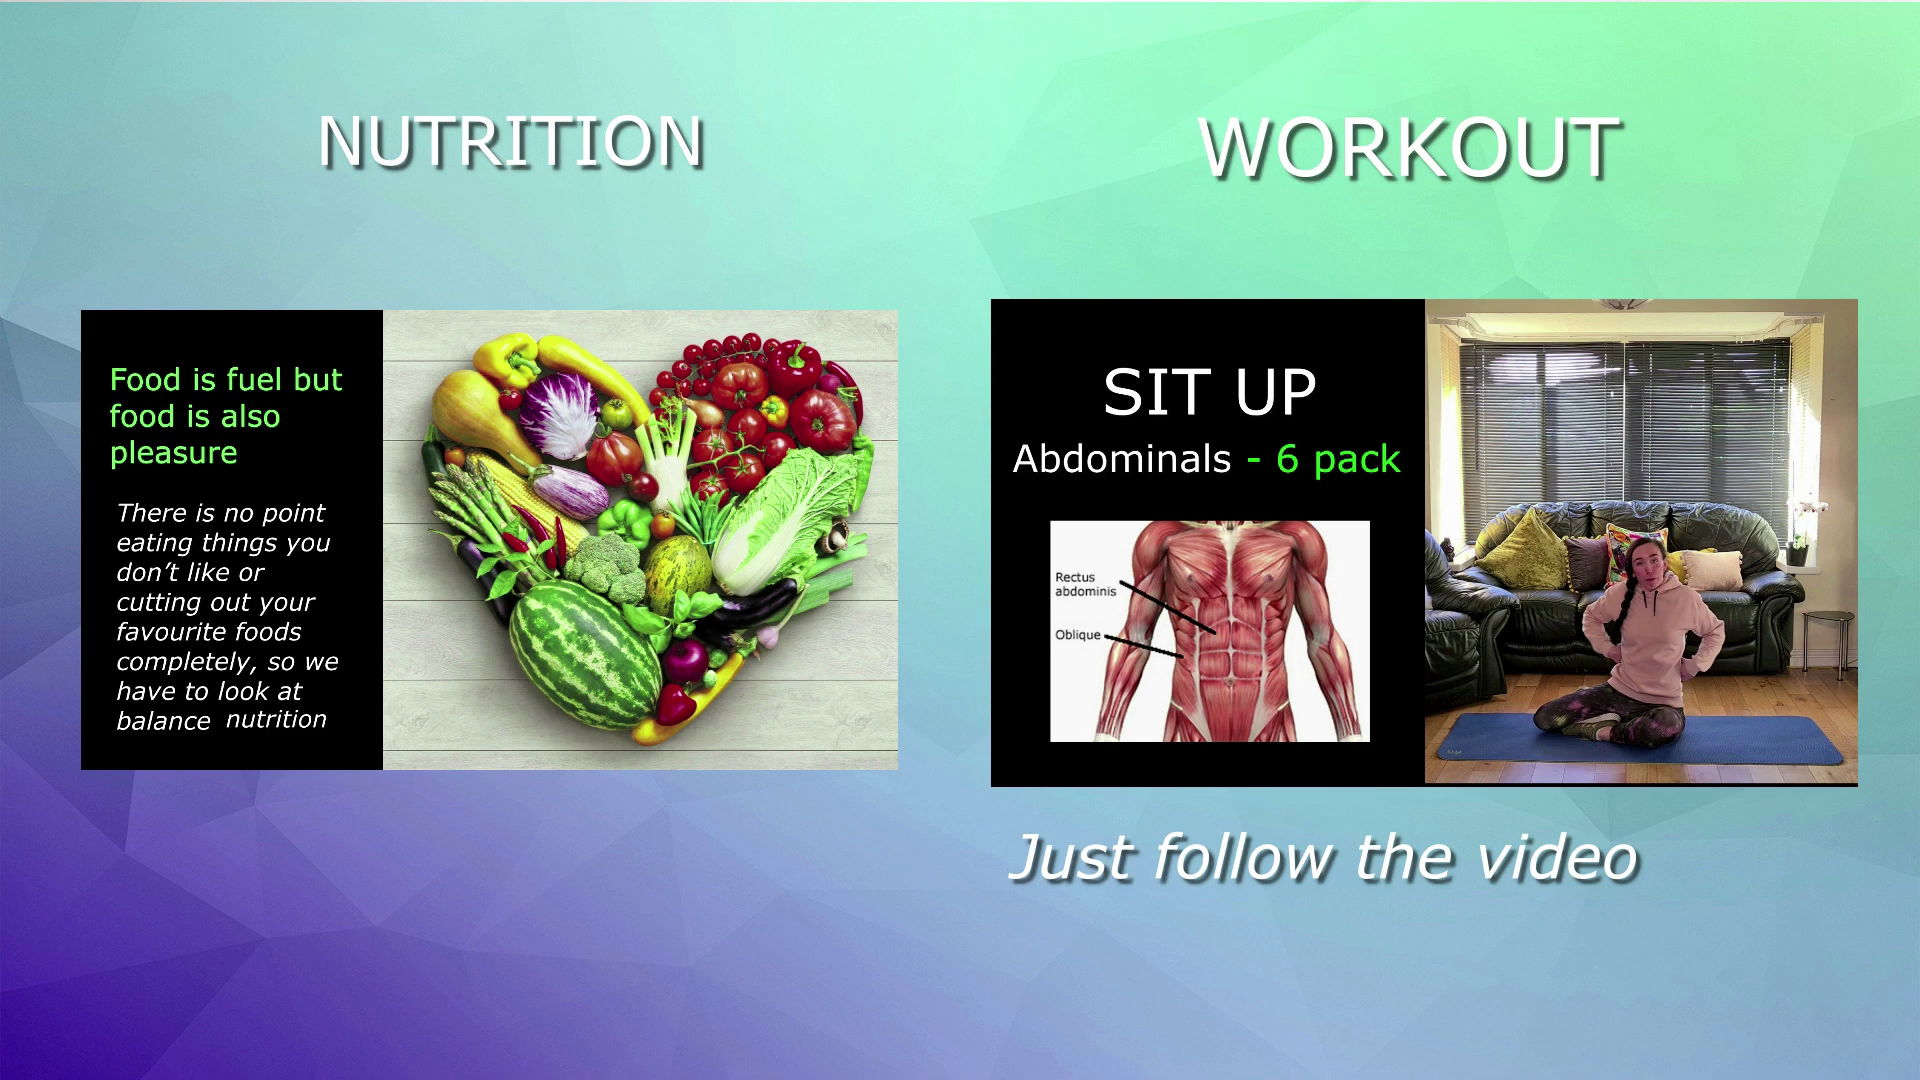 NUTRITION
Food is fuel but
food is also
pleasure
There is no point
eating things you
don’t like or
cutting out your
favourite foods
completely, so we
have to look at
balance nutrition
WORKOUT
SIT UP
Abdominals - 6 pack
Rectus
abdominis
Oblique
Just follow the video